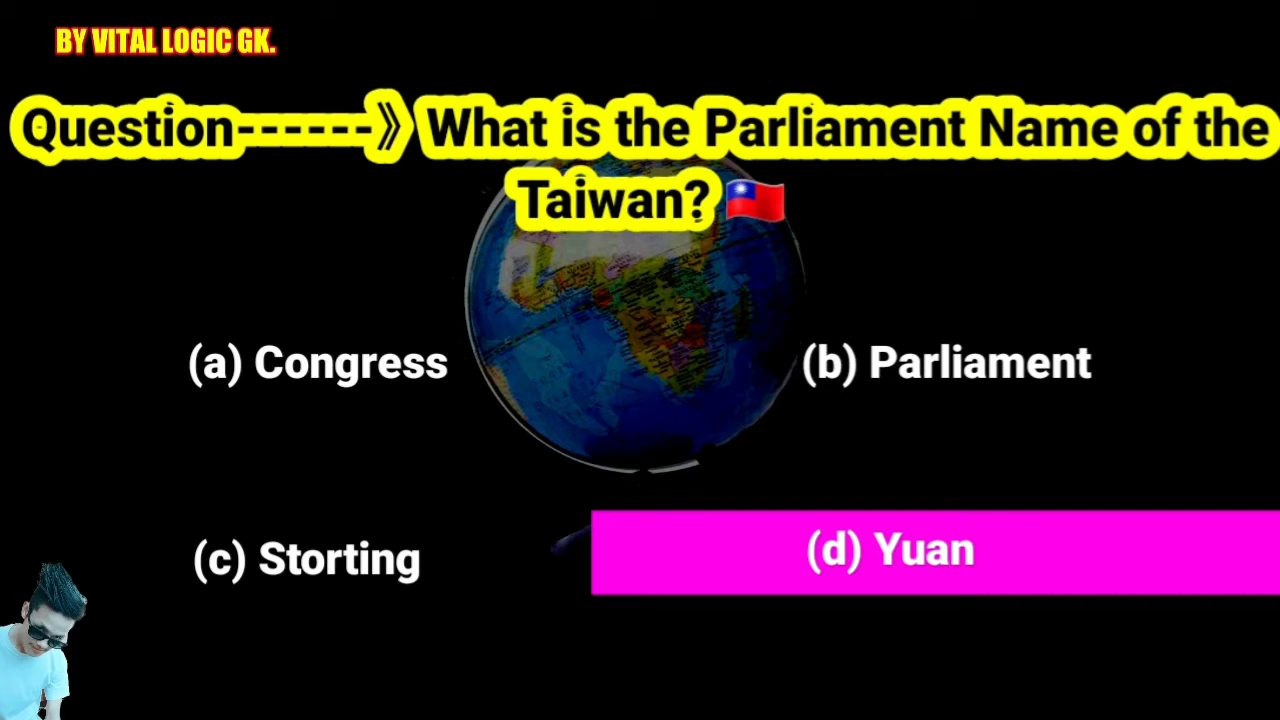 BY VITAL LOGIC GK.
Question------》What is the Parliament Name of the
Taiwan? 🇹🇼
(a) Congress
(b) Parliament
(c) Storting
(d) Yuan